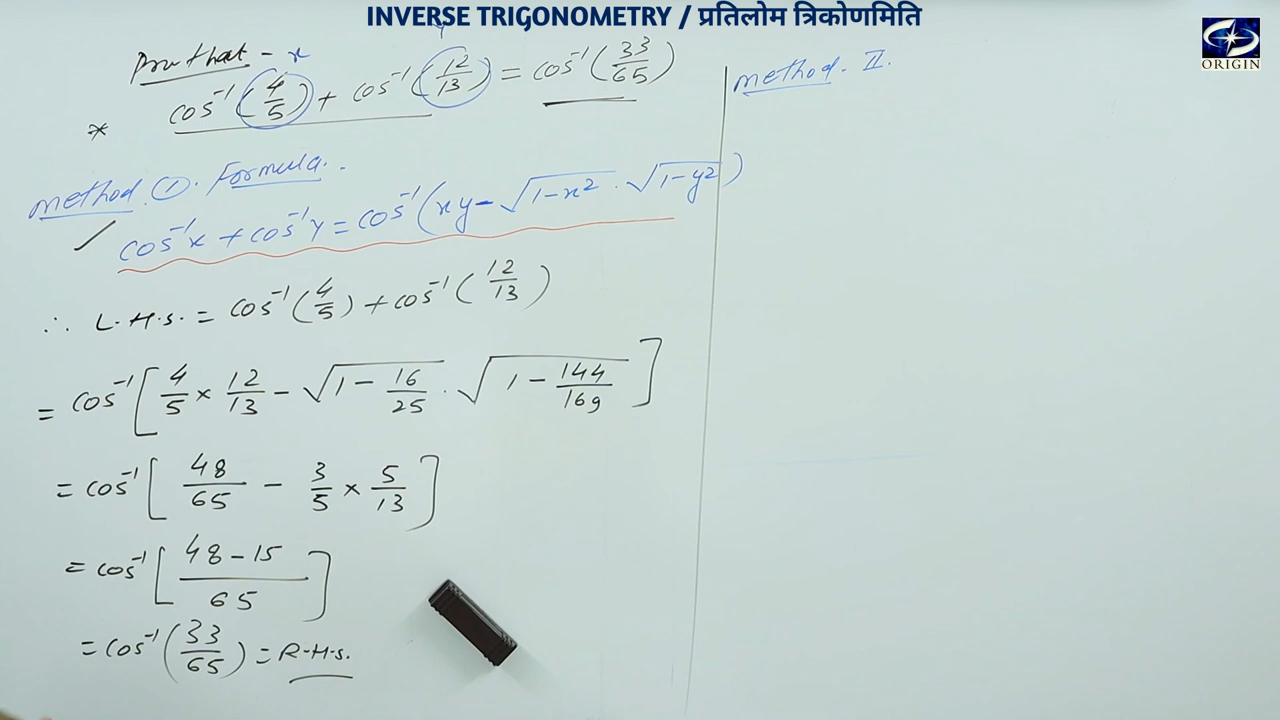 INVERSE TRIGONOMETRY / प्रतिलोम त्रिकोणमिति
ORIGIN
Prove that - x y
* cos⁻¹(4/5) + cos⁻¹(12/13) = cos⁻¹(33/65)
method ①. Formula.
cos⁻¹x + cos⁻¹y = cos⁻¹(xy - √(1-x²) . √(1-y²))
∴ L.H.s. = cos⁻¹(4/5) + cos⁻¹(12/13)
= cos⁻¹[4/5 × 12/13 - √(1 - 16/25) . √(1 - 144/169)]
= cos⁻¹[48/65 - 3/5 × 5/13]
= cos⁻¹[(48-15)/65]
= cos⁻¹(33/65) = R.H.s.
method. II.